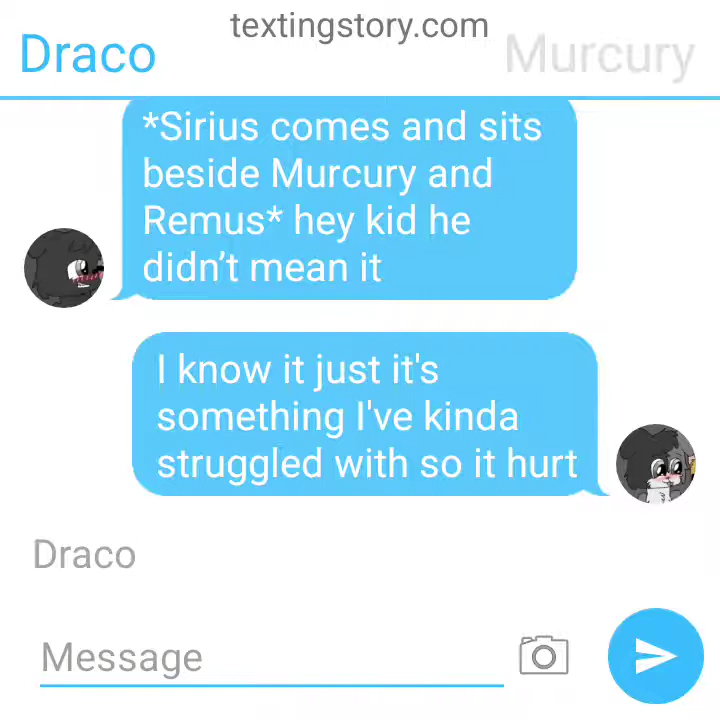 textingstory.com
Draco
Murcury
*Sirius comes and sits
beside Murcury and
Remus* hey kid he
didn’t mean it
I know it just it's
something I've kinda
struggled with so it hurt
Draco
Message